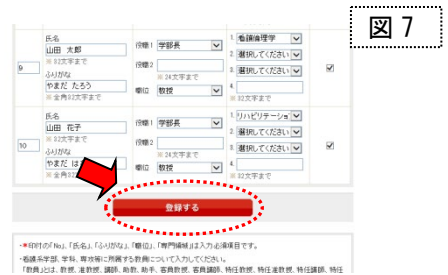 図 7
氏名
山田 太郎
※32文字まで
ふりがな
やまだ たろう
※ 全角32文字まで
9
役職1 学部長
役職2
※24文字まで
職位 教授
1. 看護倫理学
2. 選択してください
3. 選択してください
4.
※32文字まで
氏名
山田 花子
※32文字まで
ふりがな
やまだ は
※ 全角32
10
役職1 学部長
役職2
※24文字まで
職位 教授
1. リハビリテーショ
2. 選択してください
3. 選択してください
4.
※32文字まで
登録する
・*印付の「No」、「氏名」、「ふりがな」、「職位」、「専門領域」は入力必須項目です。
・看護系学部、学科、専攻等に所属する教員について入力してください。
「教員」とは、教授、准教授、講師、助教、助手、客員教授、客員講師、特任教授、特任准教授、特任講師、特任